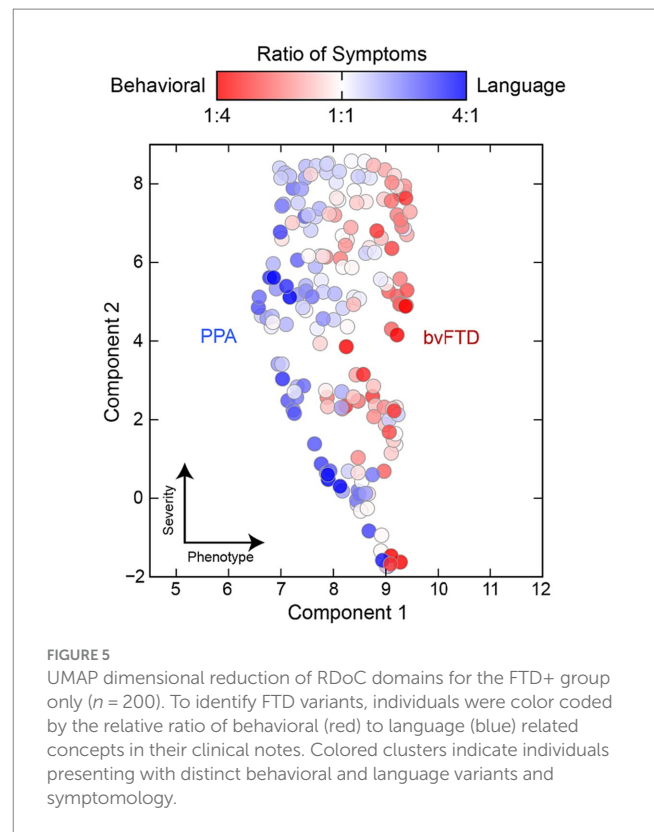 Ratio of Symptoms
Behavioral Language
1:4 1:1 4:1
8
6
4
2
0
−2
Component 2
PPA bvFTD
Severity
Phenotype
5 6 7 8 9 10 11 12
Component 1
FIGURE 5
UMAP dimensional reduction of RDoC domains for the FTD+ group
only (n = 200). To identify FTD variants, individuals were color coded
by the relative ratio of behavioral (red) to language (blue) related
concepts in their clinical notes. Colored clusters indicate individuals
presenting with distinct behavioral and language variants and
symptomology.